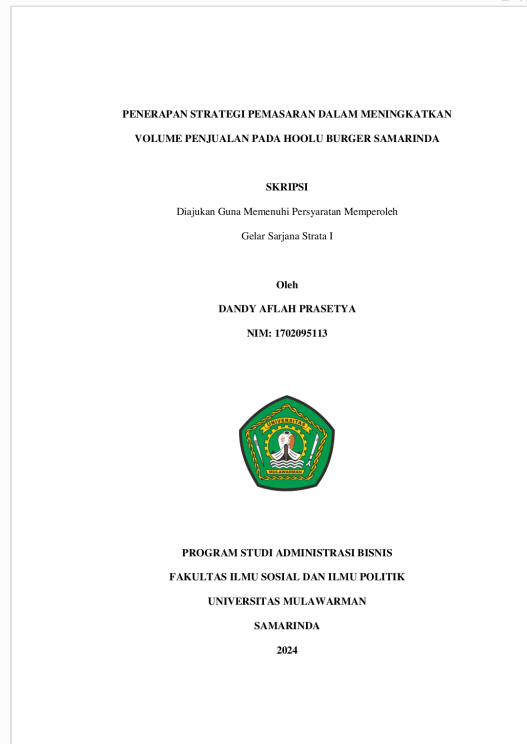 PENERAPAN STRATEGI PEMASARAN DALAM MENINGKATKAN
VOLUME PENJUALAN PADA HOOLU BURGER SAMARINDA
SKRIPSI
Diajukan Guna Memenuhi Persyaratan Memperoleh
Gelar Sarjana Strata I
Oleh
DANDY AFLAH PRASETYA
NIM: 1702095113
UNIVERSITAS
MULAWARMAN
PROGRAM STUDI ADMINISTRASI BISNIS
FAKULTAS ILMU SOSIAL DAN ILMU POLITIK
UNIVERSITAS MULAWARMAN
SAMARINDA
2024